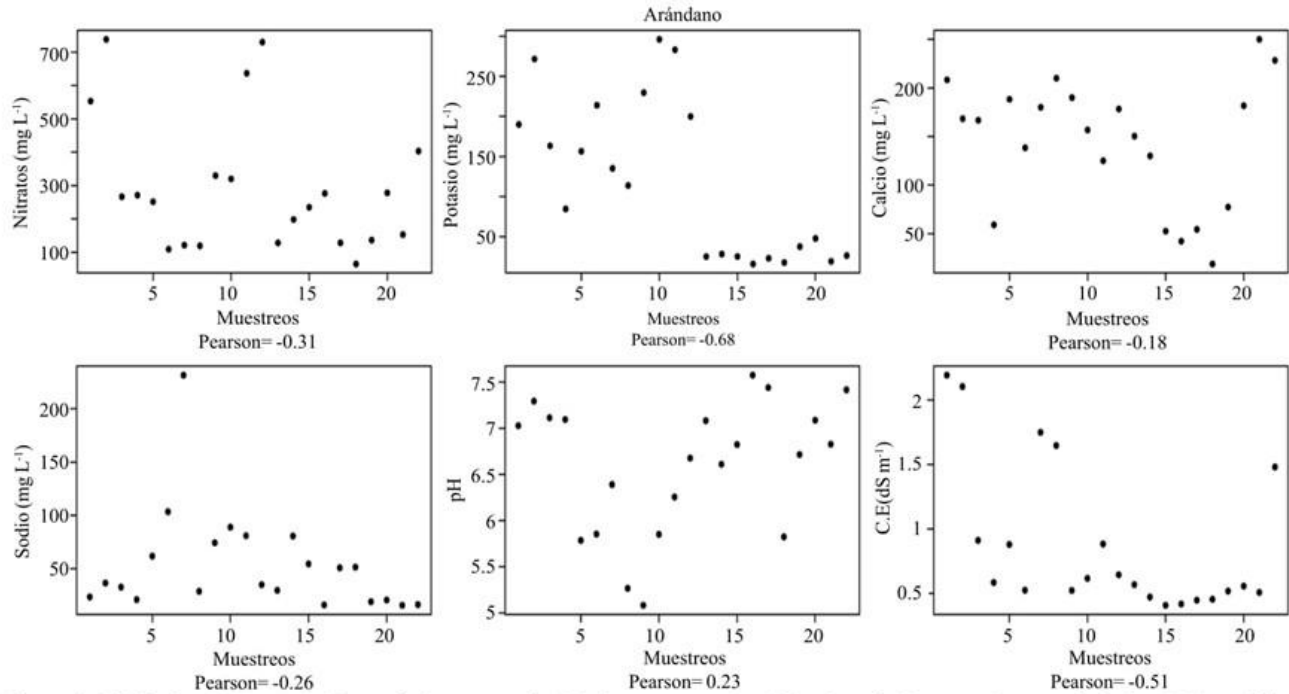 Arándano
Nitratos (mg L⁻¹)
700
500
300
100
5 10 15 20
Muestreos
Pearson= -0.31
Potasio (mg L⁻¹)
250
150
50
5 10 15 20
Muestreos
Pearson= -0.68
Calcio (mg L⁻¹)
200
100
50
5 10 15 20
Muestreos
Pearson= -0.18
Sodio (mg L⁻¹)
200
150
100
50
5 10 15 20
Muestreos
Pearson= -0.26
pH
7.5
7
6.5
6
5.5
5
5 10 15 20
Muestreos
Pearson= 0.23
C.E(dS m⁻¹)
2
1.5
1
0.5
5 10 15 20
Muestreos
Pearson= -0.51